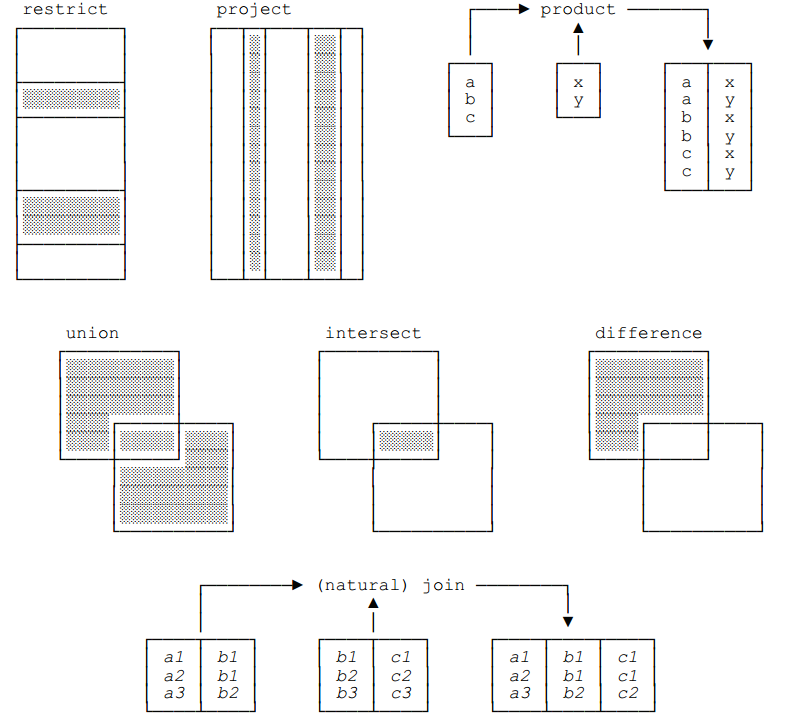 restrict
project
product
a
b
c
x
y
a x
a y
b x
b y
c x
c y
union
intersect
difference
(natural) join
a1 b1
a2 b1
a3 b2
b1 c1
b2 c2
b3 c3
a1 b1 c1
a2 b1 c1
a3 b2 c2